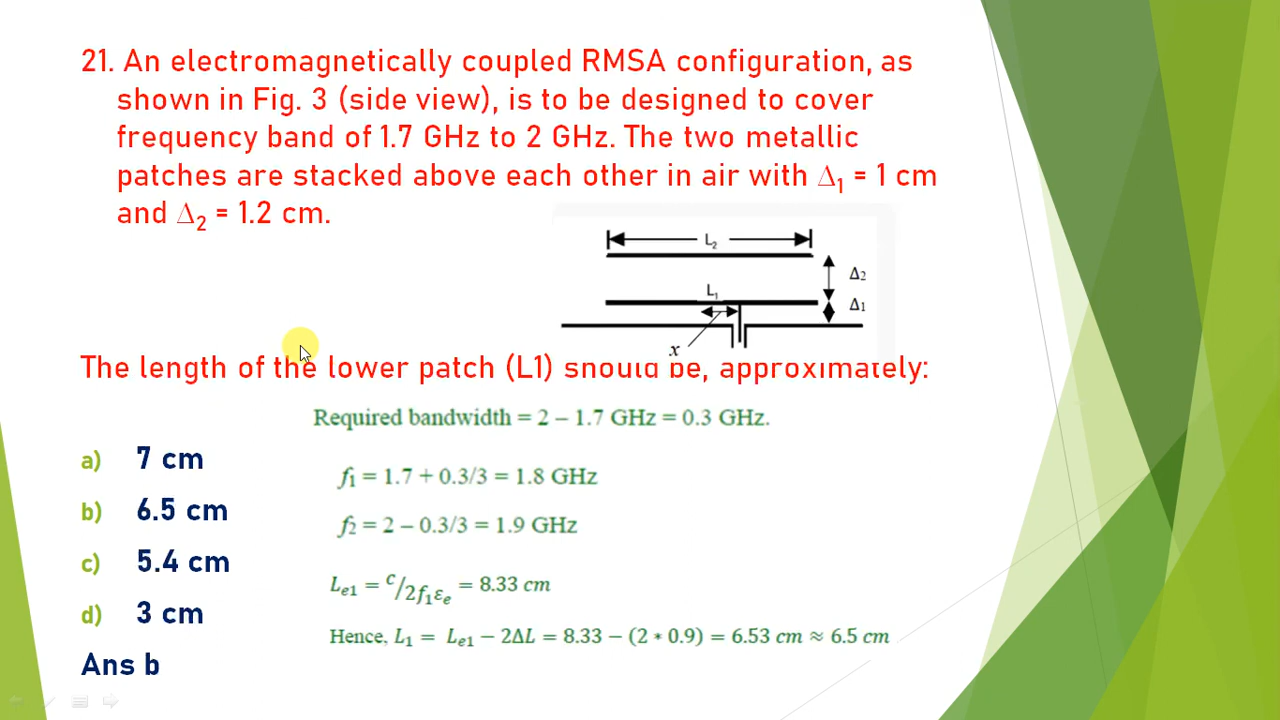 21. An electromagnetically coupled RMSA configuration, as
shown in Fig. 3 (side view), is to be designed to cover
frequency band of 1.7 GHz to 2 GHz. The two metallic
patches are stacked above each other in air with Δ₁ = 1 cm
and Δ₂ = 1.2 cm.
L₂
Δ₂
L₁
Δ₁
x
The length of the lower patch (L1) should be, approximately:
Required bandwidth = 2 – 1.7 GHz = 0.3 GHz.
a) 7 cm
f₁ = 1.7 + 0.3/3 = 1.8 GHz
b) 6.5 cm
f₂ = 2 – 0.3/3 = 1.9 GHz
c) 5.4 cm
Lₑ₁ = c/2f₁εₑ = 8.33 cm
d) 3 cm
Hence, L₁ = Lₑ₁ − 2ΔL = 8.33 − (2 ∗ 0.9) = 6.53 cm ≈ 6.5 cm
Ans b